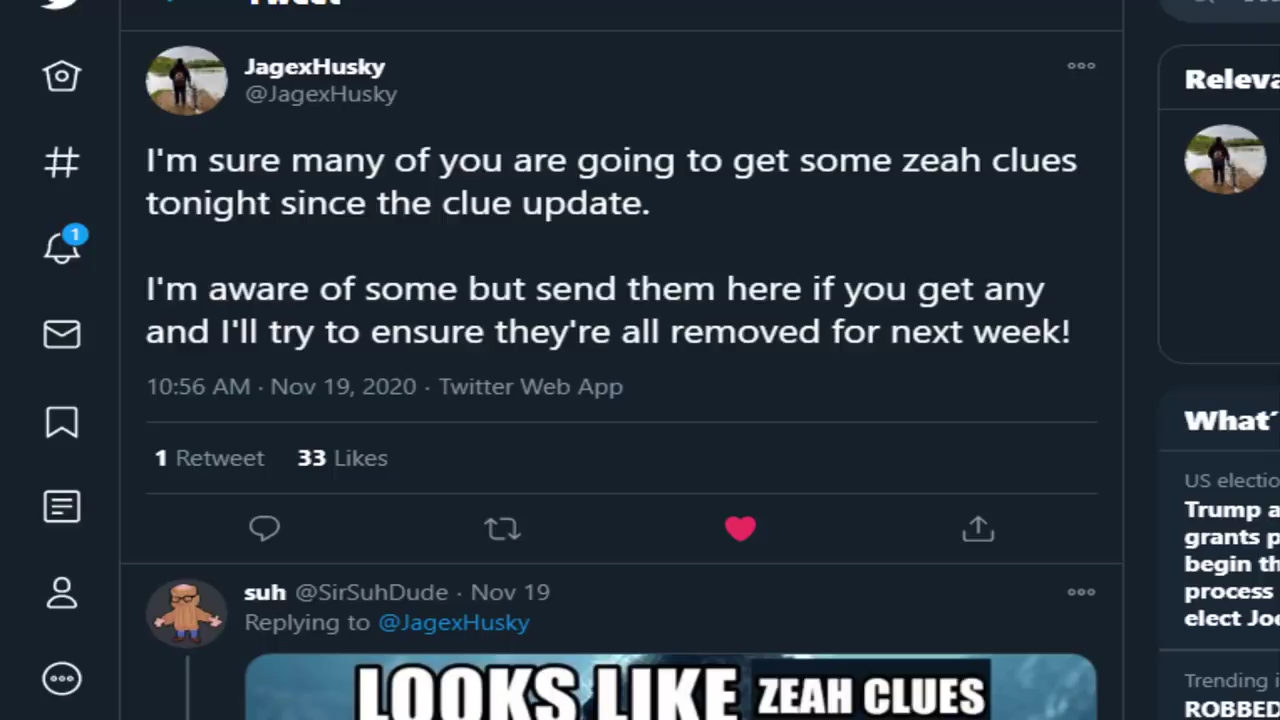 Tweet
JagexHusky
@JagexHusky
I'm sure many of you are going to get some zeah clues
tonight since the clue update.
I'm aware of some but send them here if you get any
and I'll try to ensure they're all removed for next week!
10:56 AM · Nov 19, 2020 · Twitter Web App
1 Retweet 33 Likes
suh @SirSuhDude · Nov 19
Replying to @JagexHusky
LOOKS LIKE ZEAH CLUES
1
Releva
What'
US electio
Trump a
grants p
begin th
process
elect Joe
Trending i
ROBBED